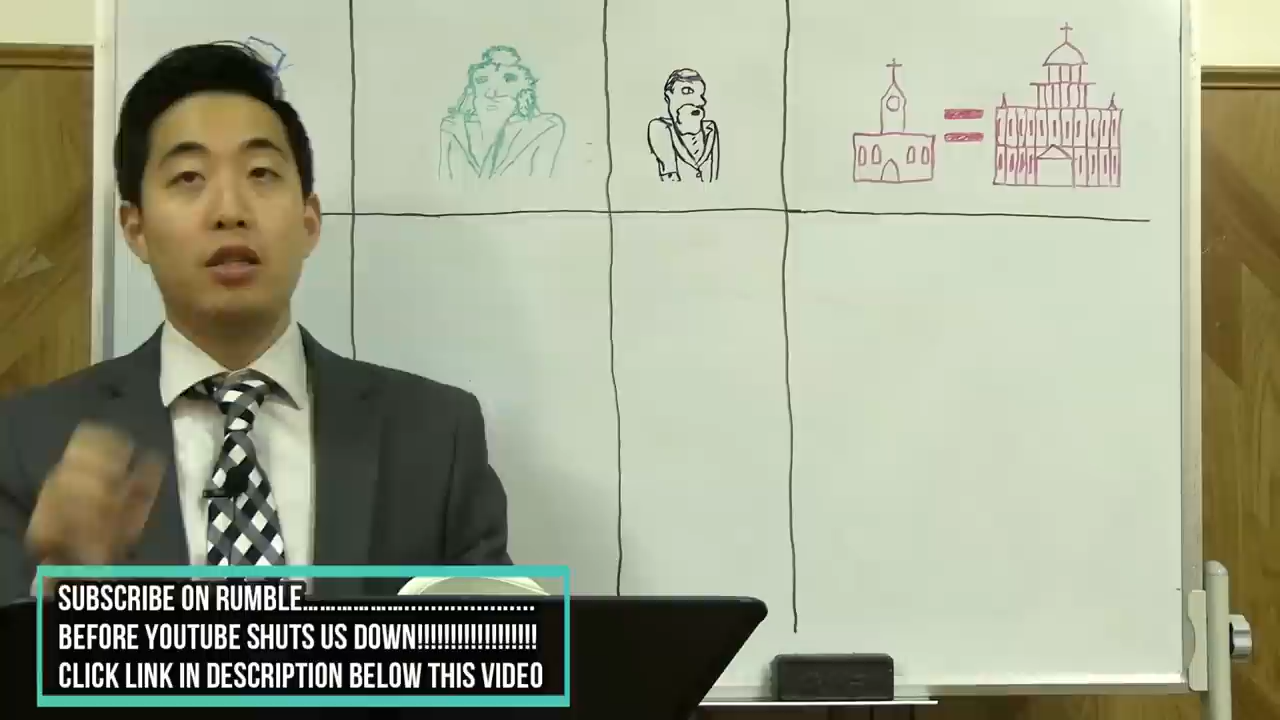 SUBSCRIBE ON RUMBLE.......................................
BEFORE YOUTUBE SHUTS US DOWN!!!!!!!!!!!!!!!!!!!
CLICK LINK IN DESCRIPTION BELOW THIS VIDEO